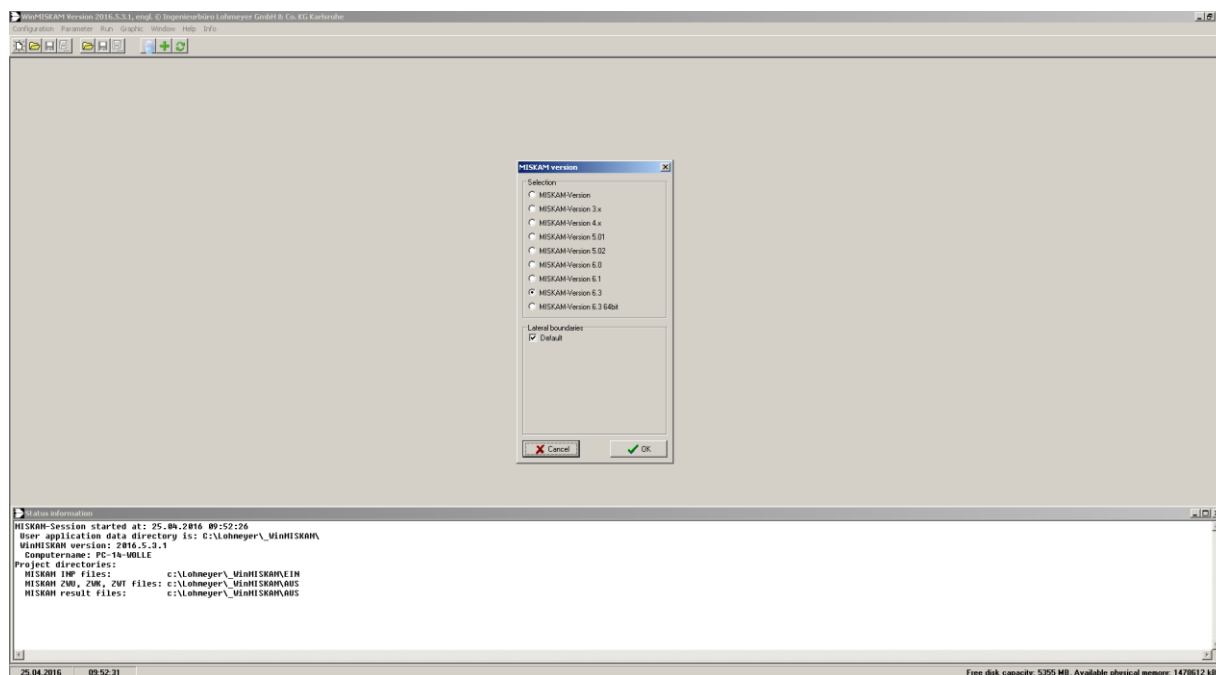 WinMISKAM Version 2016.5.3.1, engl. © Ingenieurbüro Lohmeyer GmbH & Co. KG Karlsruhe
Configuration Parameter Run Graphic Window Help Info
MISKAM version
Selection
MISKAM-Version
MISKAM-Version 3.x
MISKAM-Version 4.x
MISKAM-Version 5.01
MISKAM-Version 5.02
MISKAM-Version 6.0
MISKAM-Version 6.1
MISKAM-Version 6.3
MISKAM-Version 6.3 64bit
Lateral boundaries
Default
Cancel OK
Status information
MISKAM-Session started at: 25.04.2016 09:52:26
User application data directory is: C:\Lohmeyer\_WinMISKAM\
WinMISKAM version: 2016.5.3.1
Computername: PC-14-WOLLE
Project directories:
MISKAM INP files: c:\Lohmeyer\_WinMISKAM\EIN
MISKAM ZWU, ZWK, ZWT files: c:\Lohmeyer\_WinMISKAM\AUS
MISKAM result files: c:\Lohmeyer\_WinMISKAM\AUS
25.04.2016 09:52:31 Free disk capacity: 5355 MB, Available physical memory: 1478612 kB